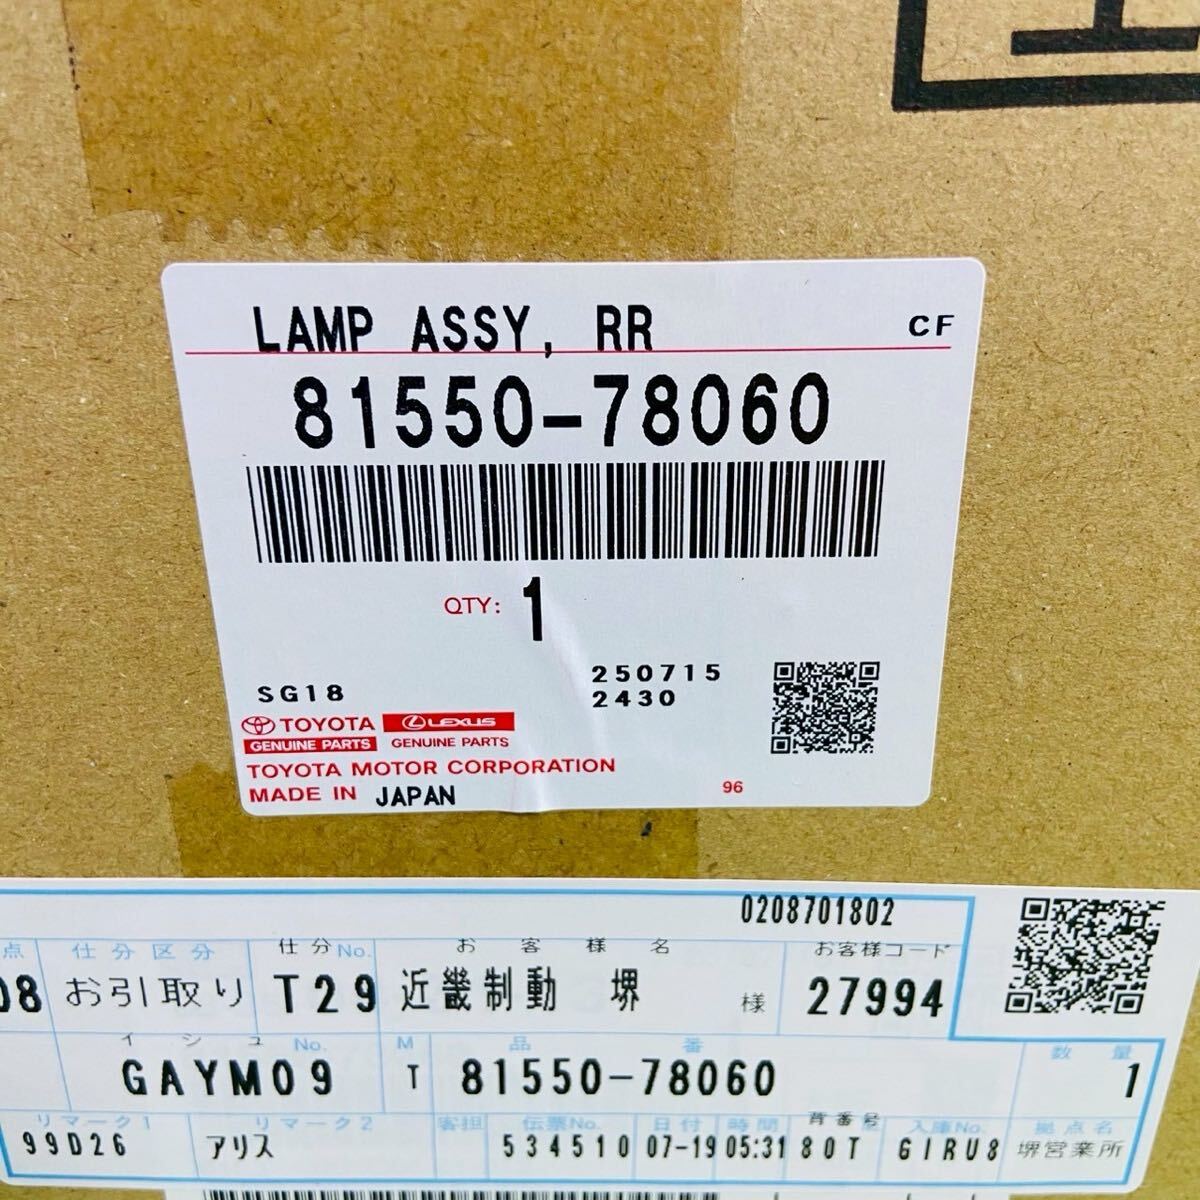 LAMP ASSY, RR CF
81550-78060
QTY: 1
250715
SG18 2430
TOYOTA LEXUS
GENUINE PARTS GENUINE PARTS
TOYOTA MOTOR CORPORATION
MADE IN JAPAN 96
0208701802
点 仕分区分 仕分No. お客様名 お客様コード
08 お引取り T29 近畿制動 堺 様 27994
イシュNo. M 品番 数量
GAYM09 T 81550-78060 1
リマーク1 リマーク2 客担 伝票No. 日付 時間 背番号 入庫No. 拠点名
99D26 アリス 534510 07-19 05:31 80T GIRU8 堺営業所